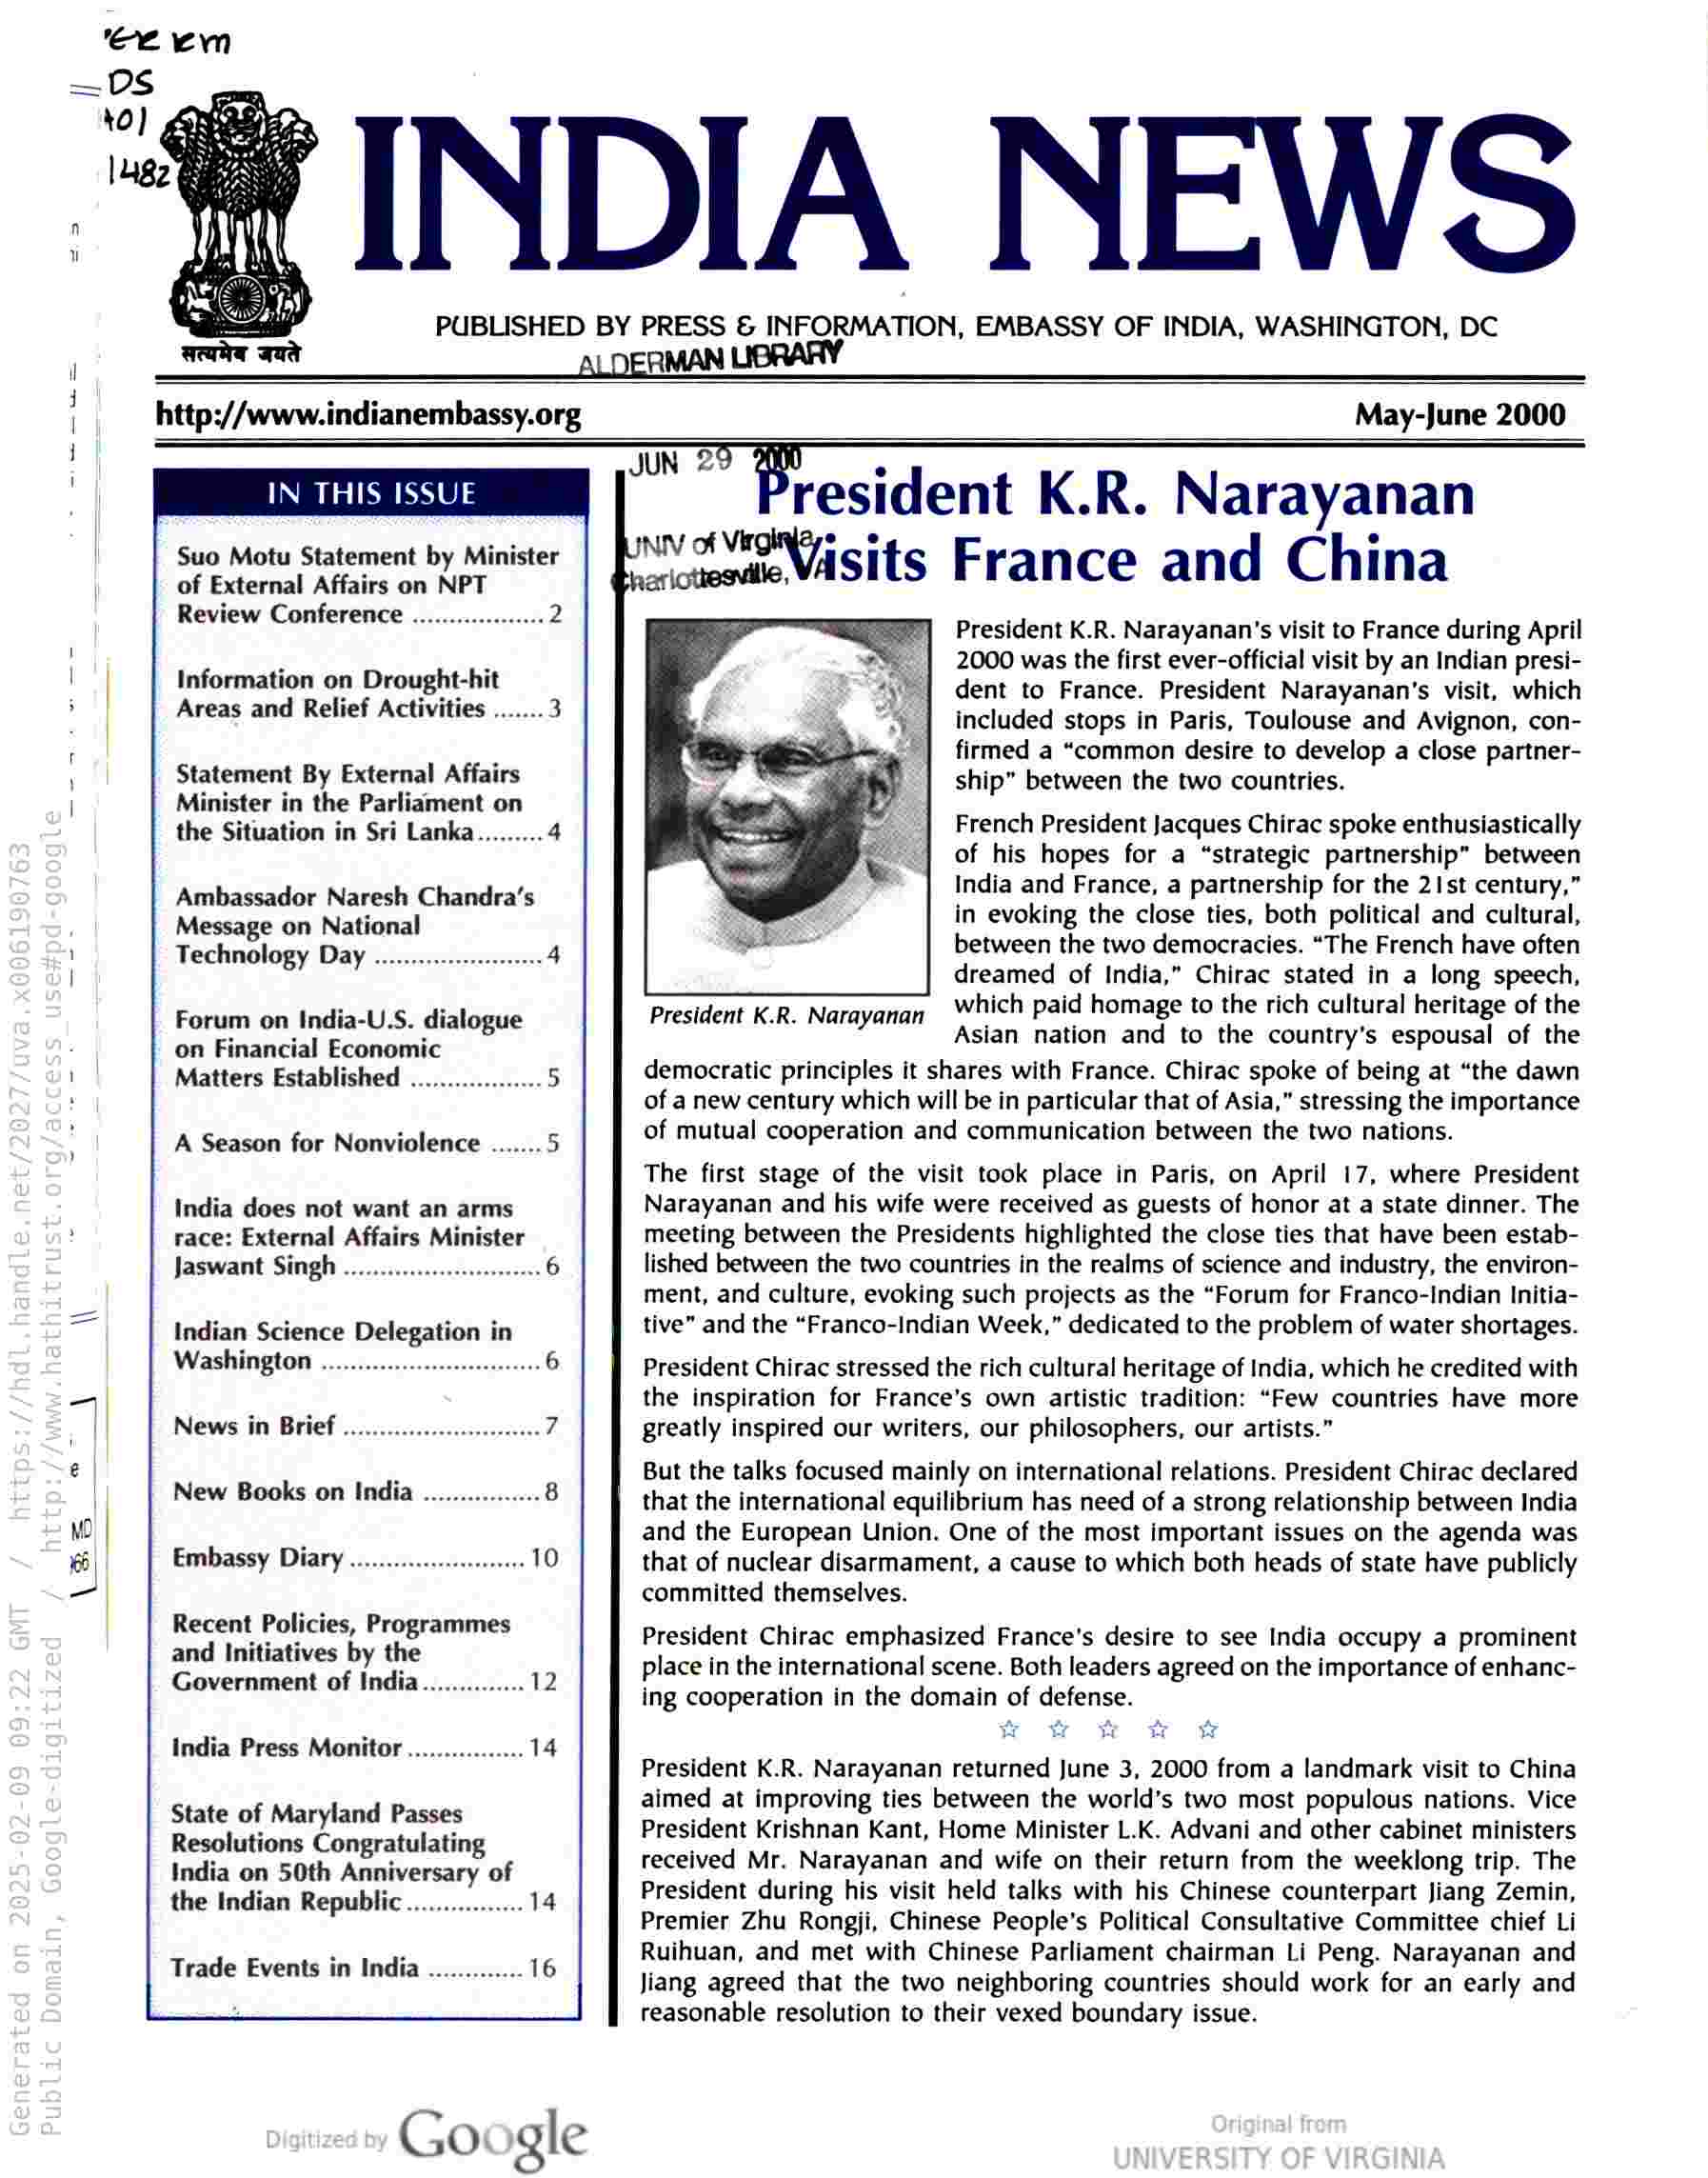 DS
401
1482
INDIA NEWS
सत्यमेव जयते
PUBLISHED BY PRESS & INFORMATION, EMBASSY OF INDIA, WASHINGTON, DC
ALDERMAN LIBRARY
http://www.indianembassy.org
May-June 2000
IN THIS ISSUE
Suo Motu Statement by Minister
of External Affairs on NPT
Review Conference .................. 2
Information on Drought-hit
Areas and Relief Activities ....... 3
Statement By External Affairs
Minister in the Parliament on
the Situation in Sri Lanka......... 4
Ambassador Naresh Chandra's
Message on National
Technology Day ....................... 4
Forum on India-U.S. dialogue
on Financial Economic
Matters Established .................. 5
A Season for Nonviolence ....... 5
India does not want an arms
race: External Affairs Minister
Jaswant Singh ........................... 6
Indian Science Delegation in
Washington .............................. 6
News in Brief ........................... 7
New Books on India ................ 8
Embassy Diary ........................ 10
Recent Policies, Programmes
and Initiatives by the
Government of India.............. 12
India Press Monitor ................ 14
State of Maryland Passes
Resolutions Congratulating
India on 50th Anniversary of
the Indian Republic ................ 14
Trade Events in India ............. 16
JUN 29 2000
UNIV of Virginia
Charlottesville, VA
President K.R. Narayanan
Visits France and China
President K.R. Narayanan
President K.R. Narayanan's visit to France during April
2000 was the first ever-official visit by an Indian presi-
dent to France. President Narayanan's visit, which
included stops in Paris, Toulouse and Avignon, con-
firmed a “common desire to develop a close partner-
ship” between the two countries.
French President Jacques Chirac spoke enthusiastically
of his hopes for a “strategic partnership” between
India and France, a partnership for the 21st century,”
in evoking the close ties, both political and cultural,
between the two democracies. “The French have often
dreamed of India,” Chirac stated in a long speech,
which paid homage to the rich cultural heritage of the
Asian nation and to the country's espousal of the
democratic principles it shares with France. Chirac spoke of being at “the dawn
of a new century which will be in particular that of Asia,” stressing the importance
of mutual cooperation and communication between the two nations.
The first stage of the visit took place in Paris, on April 17, where President
Narayanan and his wife were received as guests of honor at a state dinner. The
meeting between the Presidents highlighted the close ties that have been estab-
lished between the two countries in the realms of science and industry, the environ-
ment, and culture, evoking such projects as the “Forum for Franco-Indian Initia-
tive” and the “Franco-Indian Week,” dedicated to the problem of water shortages.
President Chirac stressed the rich cultural heritage of India, which he credited with
the inspiration for France's own artistic tradition: “Few countries have more
greatly inspired our writers, our philosophers, our artists.”
But the talks focused mainly on international relations. President Chirac declared
that the international equilibrium has need of a strong relationship between India
and the European Union. One of the most important issues on the agenda was
that of nuclear disarmament, a cause to which both heads of state have publicly
committed themselves.
President Chirac emphasized France's desire to see India occupy a prominent
place in the international scene. Both leaders agreed on the importance of enhanc-
ing cooperation in the domain of defense.
☆ ☆ ☆ ☆ ☆
President K.R. Narayanan returned June 3, 2000 from a landmark visit to China
aimed at improving ties between the world's two most populous nations. Vice
President Krishnan Kant, Home Minister L.K. Advani and other cabinet ministers
received Mr. Narayanan and wife on their return from the weeklong trip. The
President during his visit held talks with his Chinese counterpart Jiang Zemin,
Premier Zhu Rongji, Chinese People's Political Consultative Committee chief Li
Ruihuan, and met with Chinese Parliament chairman Li Peng. Narayanan and
Jiang agreed that the two neighboring countries should work for an early and
reasonable resolution to their vexed boundary issue.
MD
Generated on 2025-02-09 09:22 GMT / https://hdl.handle.net/2027/uva.x006190763
Public Domain, Google-digitized / http://www.hathitrust.org/access_use#pd-google
Digitized by Google
Original from
UNIVERSITY OF VIRGINIA